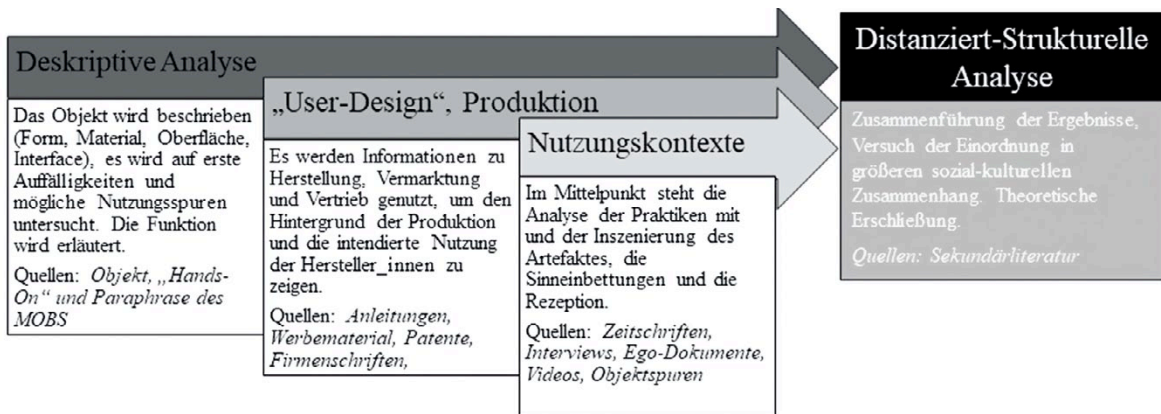 Deskriptive Analyse
Das Objekt wird beschrieben
(Form, Material, Oberfläche,
Interface), es wird auf erste
Auffälligkeiten und
mögliche Nutzungsspuren
untersucht. Die Funktion
wird erläutert.
Quellen: Objekt, „Hands-
On“ und Paraphrase des
MOBS
„User-Design“, Produktion
Es werden Informationen zu
Herstellung, Vermarktung
und Vertrieb genutzt, um den
Hintergrund der Produktion
und die intendierte Nutzung
der Hersteller_innen zu
zeigen.
Quellen: Anleitungen,
Werbematerial, Patente,
Firmenschriften,
Nutzungskontexte
Im Mittelpunkt steht die
Analyse der Praktiken mit
und der Inszenierung des
Artefaktes, die
Sinneinbettungen und die
Rezeption.
Quellen: Zeitschriften,
Interviews, Ego-Dokumente,
Videos, Objektspuren
Distanziert-Strukturelle
Analyse
Zusammenführung der Ergebnisse,
Versuch der Einordnung in
größeren sozial-kulturellen
Zusammenhang. Theoretische
Erschließung.
Quellen: Sekundärliteratur